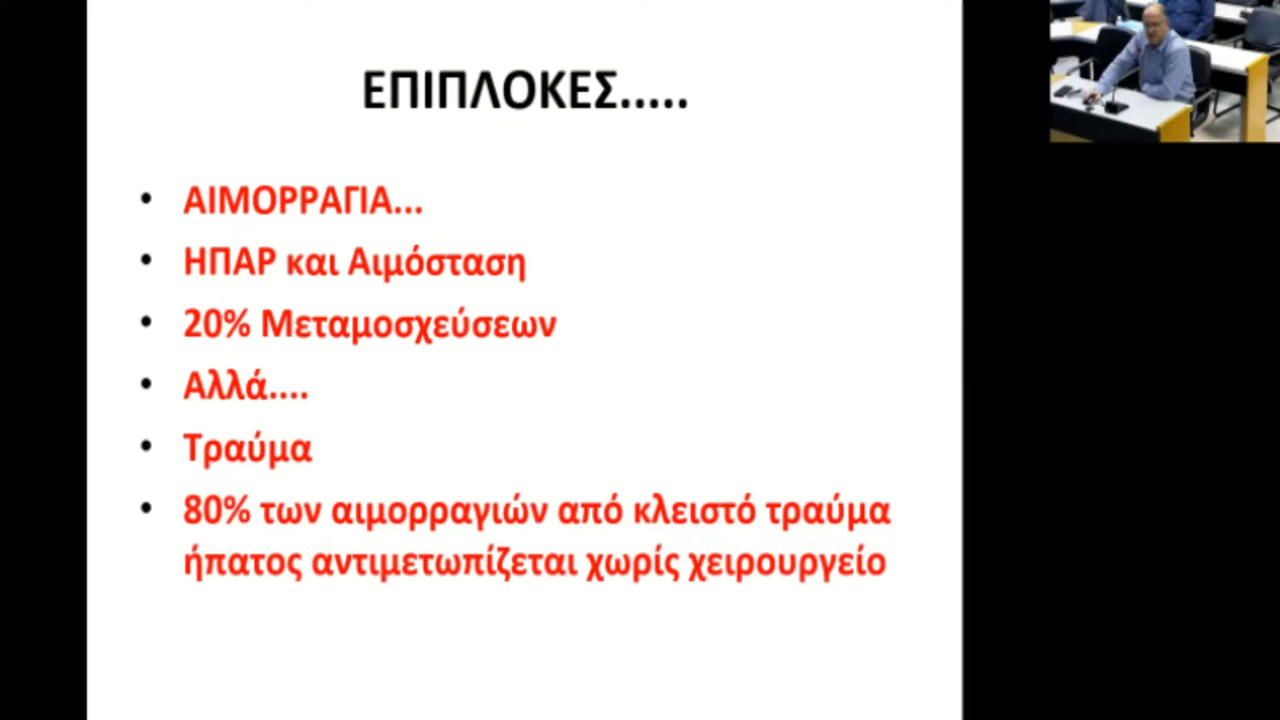 ΕΠΙΠΛΟΚΕΣ.....
• ΑΙΜΟΡΡΑΓΙΑ...
• ΗΠΑΡ και Αιμόσταση
• 20% Μεταμοσχεύσεων
• Αλλά....
• Τραύμα
• 80% των αιμορραγιών από κλειστό τραύμα
ήπατος αντιμετωπίζεται χωρίς χειρουργείο